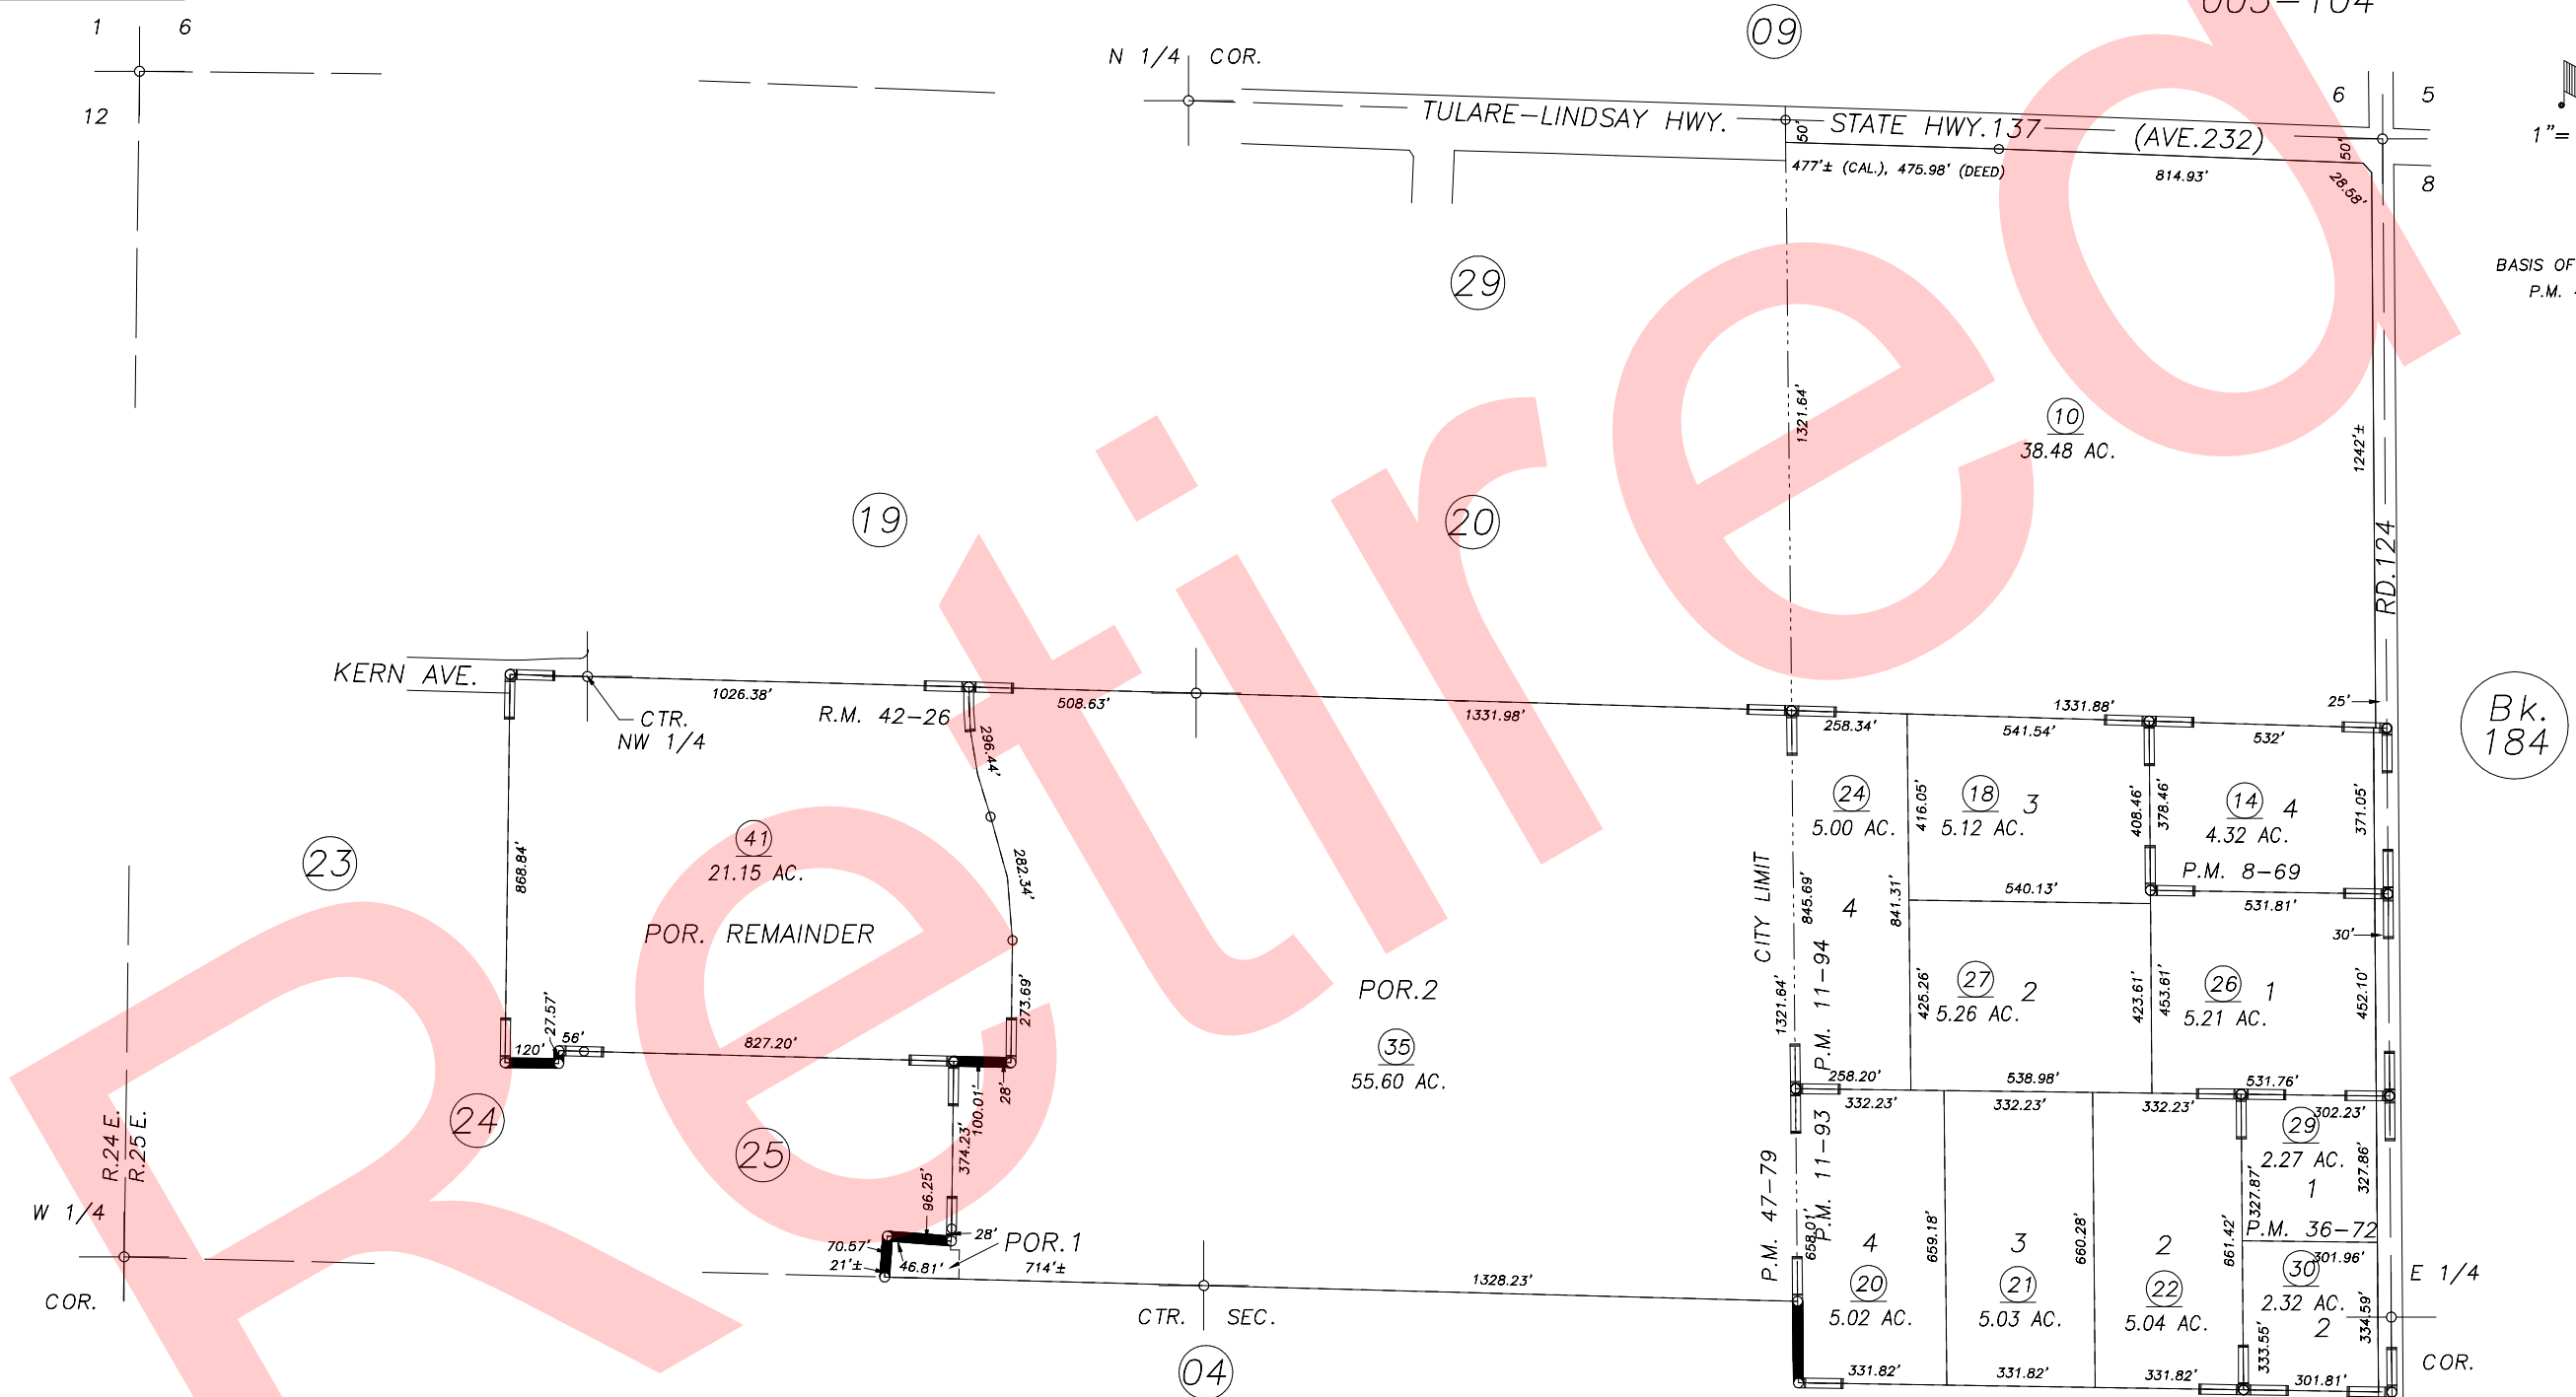 1 6
12
N 1/4 COR.
09
005-104
TULARE-LINDSAY HWY. STATE HWY.137 (AVE.232)
6 5
8
1"=
50'
50'
477'± (CAL.), 475.98' (DEED)
814.93'
28.58'
BASIS OF
P.M.
29
1321.64'
10
38.48 AC.
1242'±
RD.124
19
20
KERN AVE.
CTR.
NW 1/4
1026.38'
R.M. 42-26
508.63'
1331.98'
1331.88'
25'
258.34'
541.54'
532'
Bk.
184
296.44'
282.34'
273.69'
868.84'
41
21.15 AC.
POR. REMAINDER
23
24
5.00 AC.
4
416.05'
18 3
5.12 AC.
408.46'
378.46'
14 4
4.32 AC.
371.05'
P.M. 8-69
CITY LIMIT
845.69'
841.31'
540.13'
531.81'
30'
POR.2
35
55.60 AC.
1321.64'
P.M. 11-94
425.26'
27 2
5.26 AC.
423.61'
453.61'
26 1
5.21 AC.
452.10'
27.57'
120'
56'
827.20'
100.01'
28'
258.20'
538.98'
531.76'
332.23'
332.23'
332.23'
302.23'
R.24 E.
R.25 E.
24
25
374.23'
96.25'
28'
POR.1
70.57'
21'±
46.81'
714'±
W 1/4
COR.
1328.23'
CTR. SEC.
04
P.M. 47-79
P.M. 11-93
658.01'
4
20
5.02 AC.
659.18'
3
21
5.03 AC.
660.28'
2
22
5.04 AC.
661.42'
29
2.27 AC.
1
327.87'
327.86'
P.M. 36-72
301.96'
30
2.32 AC.
2
333.55'
334.59'
E 1/4
COR.
331.82'
331.82'
331.82'
301.81'
Retired